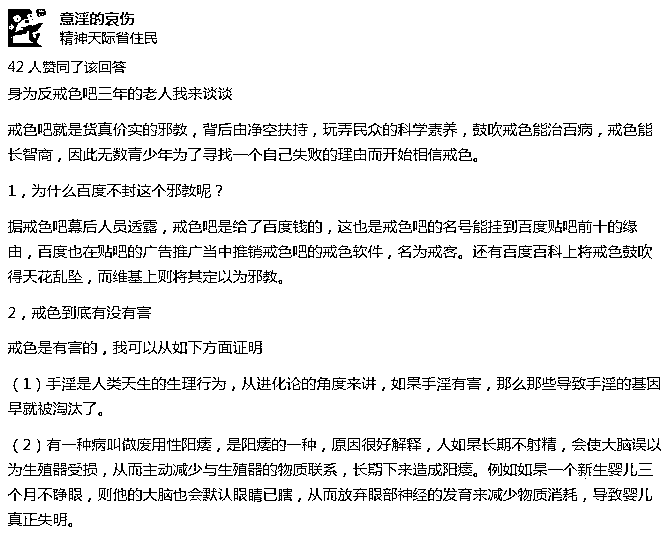 意淫的哀伤
精神天际省住民
42 人赞同了该回答
身为反戒色吧三年的老人我来谈谈
戒色吧就是货真价实的邪教，背后由净空扶持，玩弄民众的科学素养，鼓吹戒色能治百病，戒色能
长智商，因此无数青少年为了寻找一个自己失败的理由而开始相信戒色。
1，为什么百度不封这个邪教呢？
据戒色吧幕后人员透露，戒色吧是给了百度钱的，这也是戒色吧的名号能挂到百度贴吧前十的缘
由，百度也在贴吧的广告推广当中推销戒色吧的戒色软件，名为戒客。还有百度百科上将戒色鼓吹
得天花乱坠，而维基上则将其定以为邪教。
2，戒色到底有没有害
戒色是有害的，我可以从如下方面证明
（1）手淫是人类天生的生理行为，从进化论的角度来讲，如果手淫有害，那么那些导致手淫的基因
早就被淘汰了。
（2）有一种病叫做废用性阳痿，是阳痿的一种，原因很好解释，人如果长期不射精，会使大脑误以
为生殖器受损，从而主动减少与生殖器的物质联系，长期下来造成阳痿。例如如果一个新生婴儿三
个月不睁眼，则他的大脑也会默认眼睛已瞎，从而放弃眼部神经的发育来减少物质消耗，导致婴儿
真正失明。